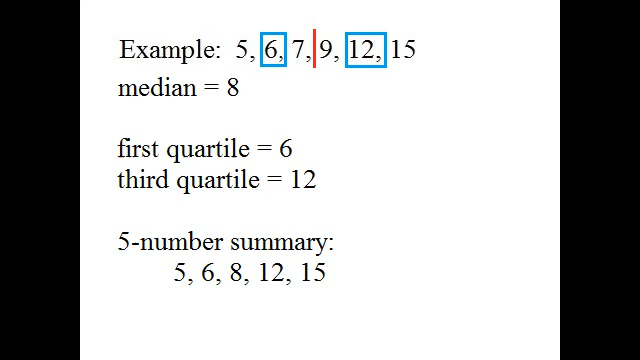 Example: 5, 6, 7, 9, 12, 15
median = 8
first quartile = 6
third quartile = 12
5-number summary:
5, 6, 8, 12, 15